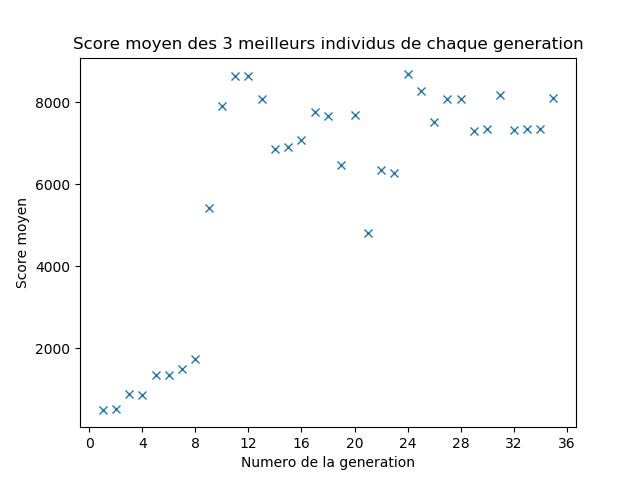 Score moyen des 3 meilleurs individus de chaque generation
Score moyen
8000
6000
4000
2000
0 4 8 12 16 20 24 28 32 36
Numero de la generation